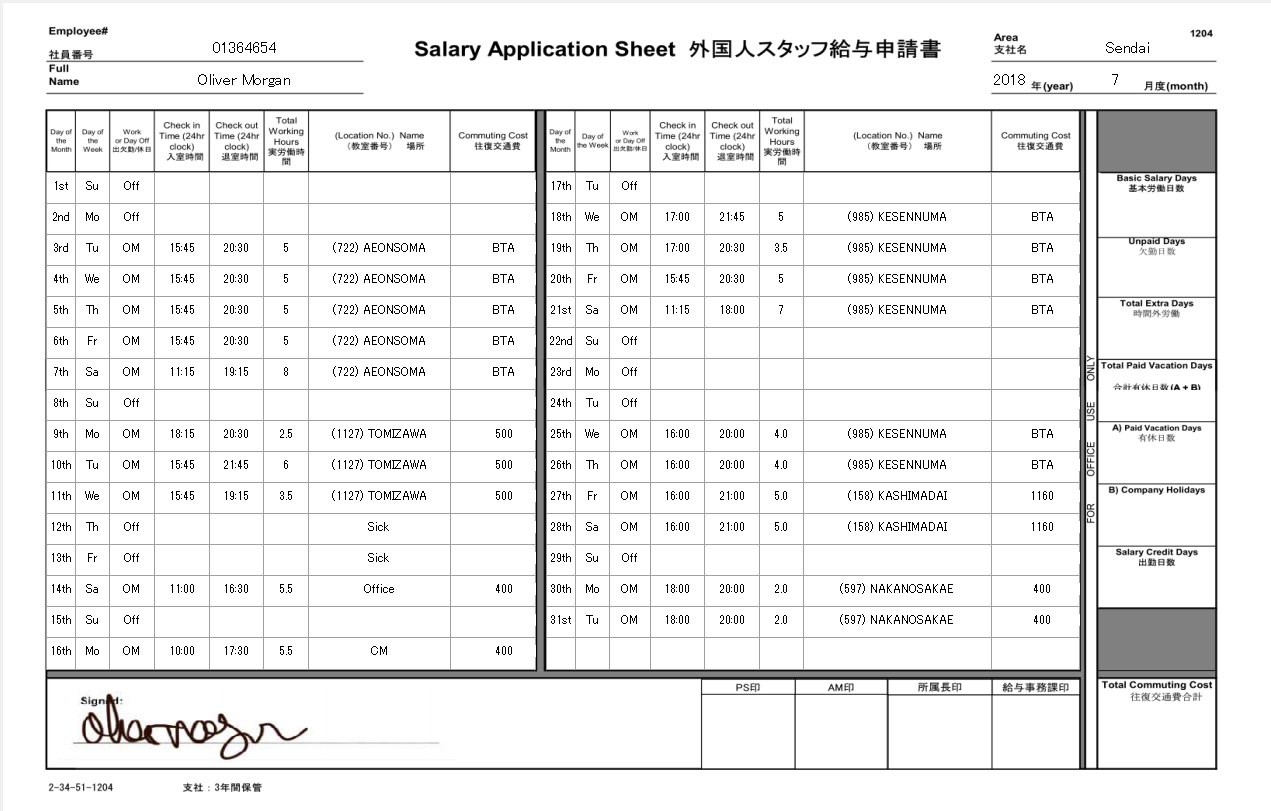 Employee#
社員番号 01364654
Full
Name Oliver Morgan
Salary Application Sheet 外国人スタッフ給与申請書
1204
Area
支社名 Sendai
2018 年(year) 7 月度(month)
Day of the Month Day of the Week Work or Day Off 出欠勤/休日 Check in Time (24hr clock) 入室時間 Check out Time (24hr clock) 退室時間 Total Working Hours 実労働時間 (Location No.) Name (教室番号) 場所 Commuting Cost 往復交通費
1st Su Off
2nd Mo Off
3rd Tu OM 15:45 20:30 5 (722) AEONSOMA BTA
4th We OM 15:45 20:30 5 (722) AEONSOMA BTA
5th Th OM 15:45 20:30 5 (722) AEONSOMA BTA
6th Fr OM 15:45 20:30 5 (722) AEONSOMA BTA
7th Sa OM 11:15 19:15 8 (722) AEONSOMA BTA
8th Su Off
9th Mo OM 18:15 20:30 2.5 (1127) TOMIZAWA 500
10th Tu OM 15:45 21:45 6 (1127) TOMIZAWA 500
11th We OM 15:45 19:15 3.5 (1127) TOMIZAWA 500
12th Th Off Sick
13th Fr Off Sick
14th Sa OM 11:00 16:30 5.5 Office 400
15th Su Off
16th Mo OM 10:00 17:30 5.5 CM 400
Day of the Month Day of the Week Work or Day Off 出欠勤/休日 Check in Time (24hr clock) 入室時間 Check out Time (24hr clock) 退室時間 Total Working Hours 実労働時間 (Location No.) Name (教室番号) 場所 Commuting Cost 往復交通費
17th Tu Off
18th We OM 17:00 21:45 5 (985) KESENNUMA BTA
19th Th OM 17:00 20:30 3.5 (985) KESENNUMA BTA
20th Fr OM 15:45 20:30 5 (985) KESENNUMA BTA
21st Sa OM 11:15 18:00 7 (985) KESENNUMA BTA
22nd Su Off
23rd Mo Off
24th Tu Off
25th We OM 16:00 20:00 4.0 (985) KESENNUMA BTA
26th Th OM 16:00 20:00 4.0 (985) KESENNUMA BTA
27th Fr OM 16:00 21:00 5.0 (158) KASHIMADAI 1160
28th Sa OM 16:00 21:00 5.0 (158) KASHIMADAI 1160
29th Su Off
30th Mo OM 18:00 20:00 2.0 (597) NAKANOSAKAE 400
31st Tu OM 18:00 20:00 2.0 (597) NAKANOSAKAE 400
FOR OFFICE USE ONLY
Basic Salary Days
基本労働日数
Unpaid Days
欠勤日数
Total Extra Days
時間外労働
Total Paid Vacation Days
合計有休日数(A + B)
A) Paid Vacation Days
有休日数
B) Company Holidays
Salary Credit Days
出勤日数
Total Commuting Cost
往復交通費合計
Signed:
PS印 AM印 所属長印 給与事務課印
2-34-51-1204 支社：3年間保管